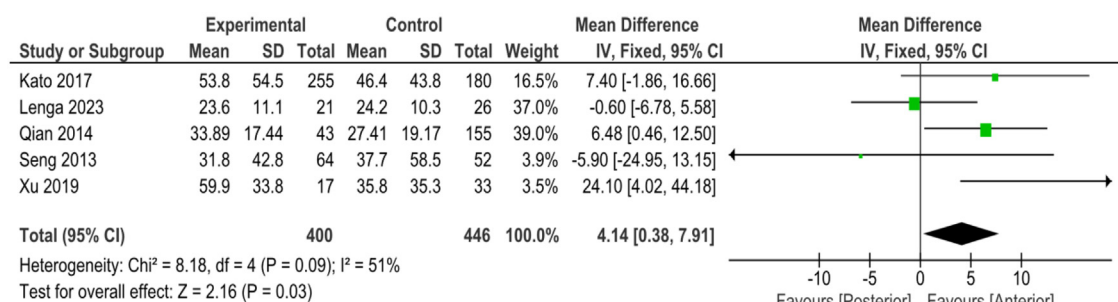 Experimental Control Mean Difference Mean Difference
Study or Subgroup Mean SD Total Mean SD Total Weight IV, Fixed, 95% CI IV, Fixed, 95% CI
Kato 2017 53.8 54.5 255 46.4 43.8 180 16.5% 7.40 [-1.86, 16.66]
Lenga 2023 23.6 11.1 21 24.2 10.3 26 37.0% -0.60 [-6.78, 5.58]
Qian 2014 33.89 17.44 43 27.41 19.17 155 39.0% 6.48 [0.46, 12.50]
Seng 2013 31.8 42.8 64 37.7 58.5 52 3.9% -5.90 [-24.95, 13.15]
Xu 2019 59.9 33.8 17 35.8 35.3 33 3.5% 24.10 [4.02, 44.18]
Total (95% CI) 400 446 100.0% 4.14 [0.38, 7.91]
Heterogeneity: Chi² = 8.18, df = 4 (P = 0.09); I² = 51%
Test for overall effect: Z = 2.16 (P = 0.03)
-10 -5 0 5 10
Favours [Posterior] Favours [Anterior]